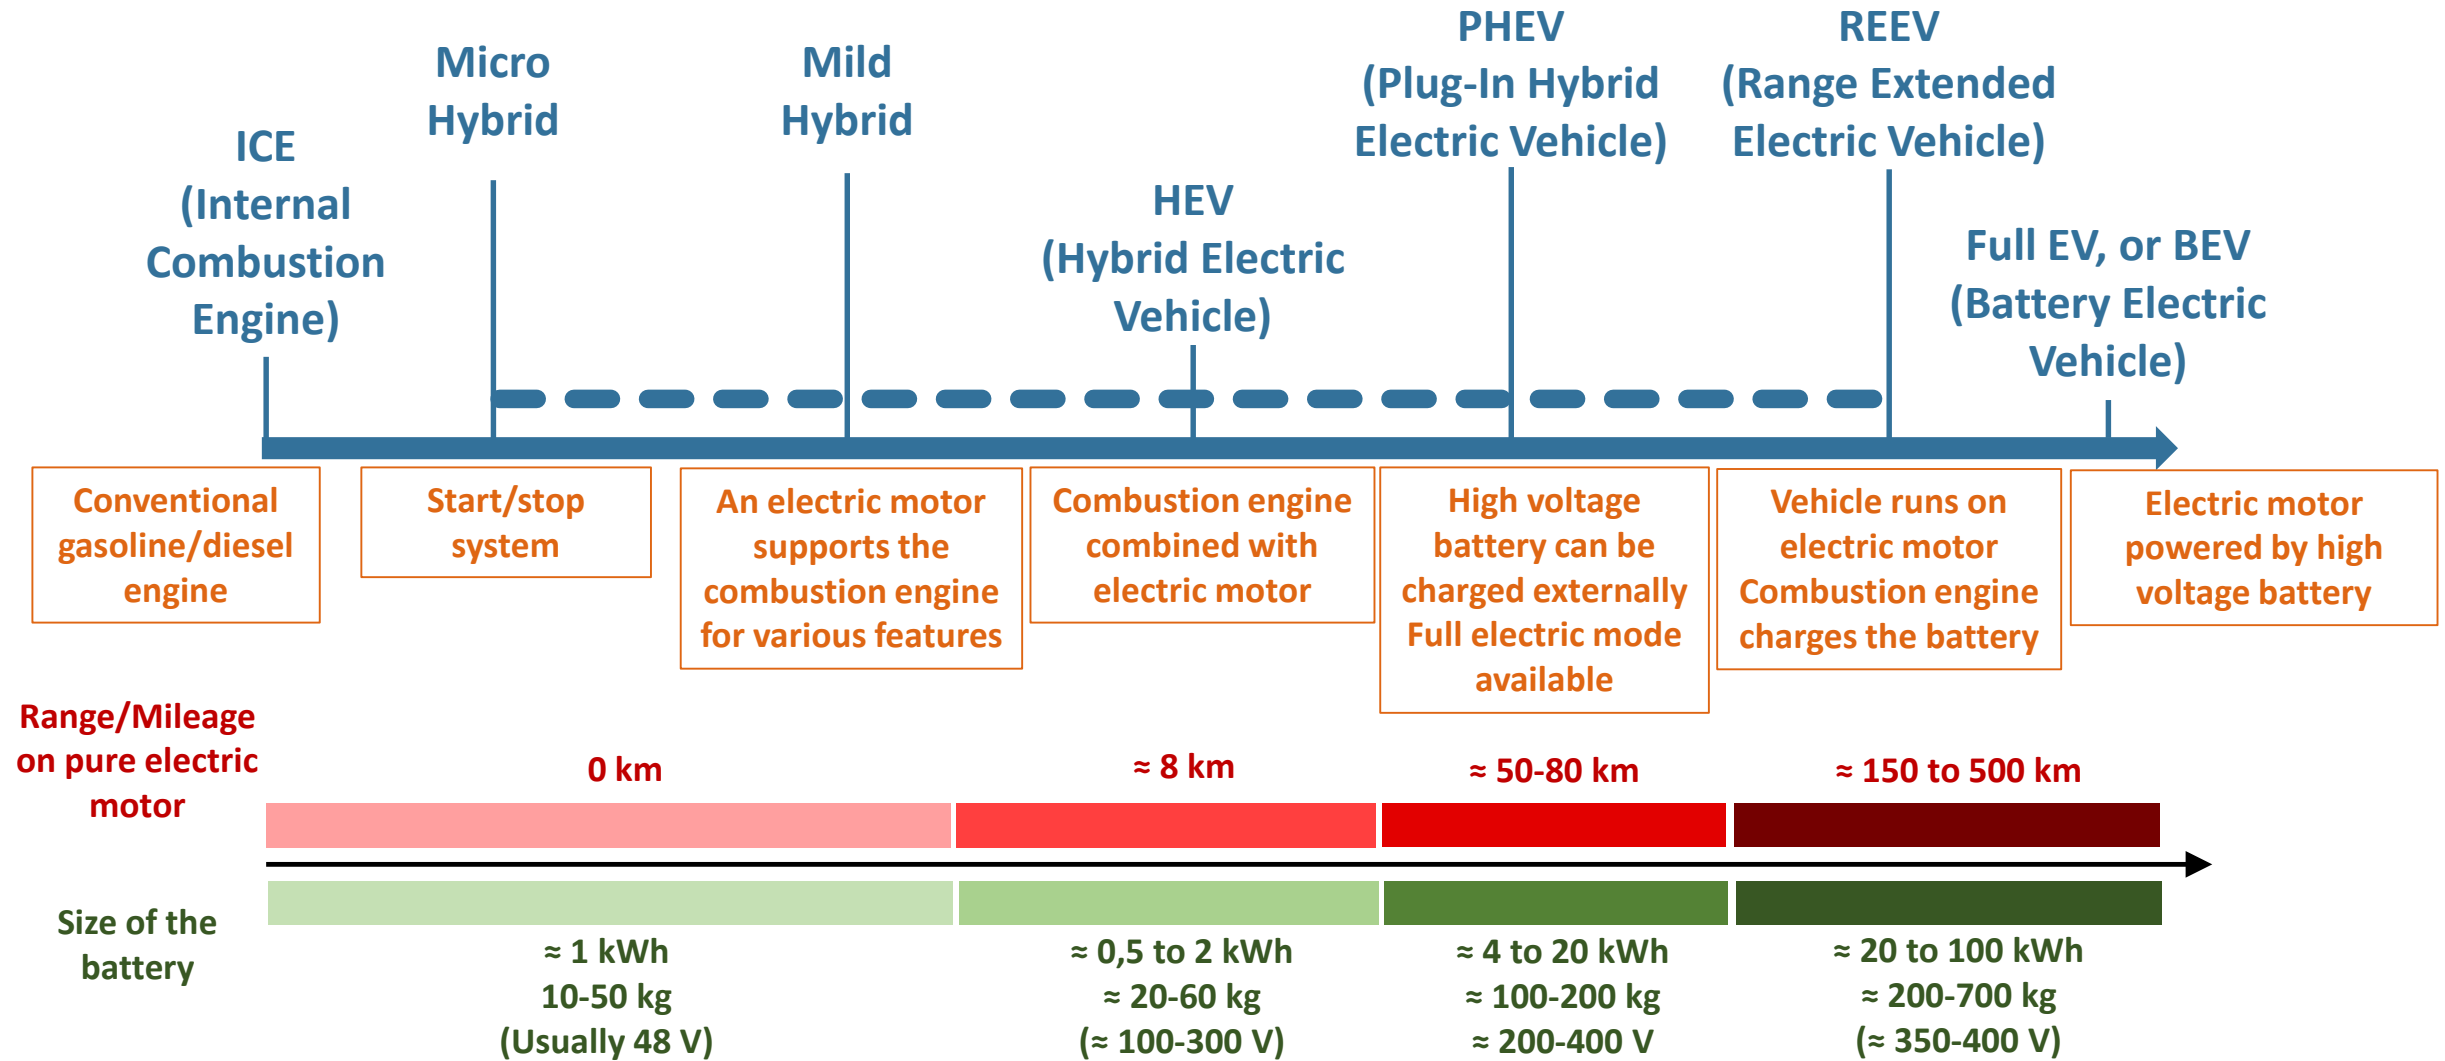 ICE
(Internal
Combustion
Engine)
Micro
Hybrid
Mild
Hybrid
HEV
(Hybrid Electric
Vehicle)
PHEV
(Plug-In Hybrid
Electric Vehicle)
REEV
(Range Extended
Electric Vehicle)
Full EV, or BEV
(Battery Electric
Vehicle)
Conventional
gasoline/diesel
engine
Start/stop
system
An electric motor
supports the
combustion engine
for various features
Combustion engine
combined with
electric motor
High voltage
battery can be
charged externally
Full electric mode
available
Vehicle runs on
electric motor
Combustion engine
charges the battery
Electric motor
powered by high
voltage battery
Range/Mileage
on pure electric
motor
0 km
≈ 8 km
≈ 50-80 km
≈ 150 to 500 km
Size of the
battery
≈ 1 kWh
10-50 kg
(Usually 48 V)
≈ 0,5 to 2 kWh
≈ 20-60 kg
(≈ 100-300 V)
≈ 4 to 20 kWh
≈ 100-200 kg
≈ 200-400 V
≈ 20 to 100 kWh
≈ 200-700 kg
(≈ 350-400 V)